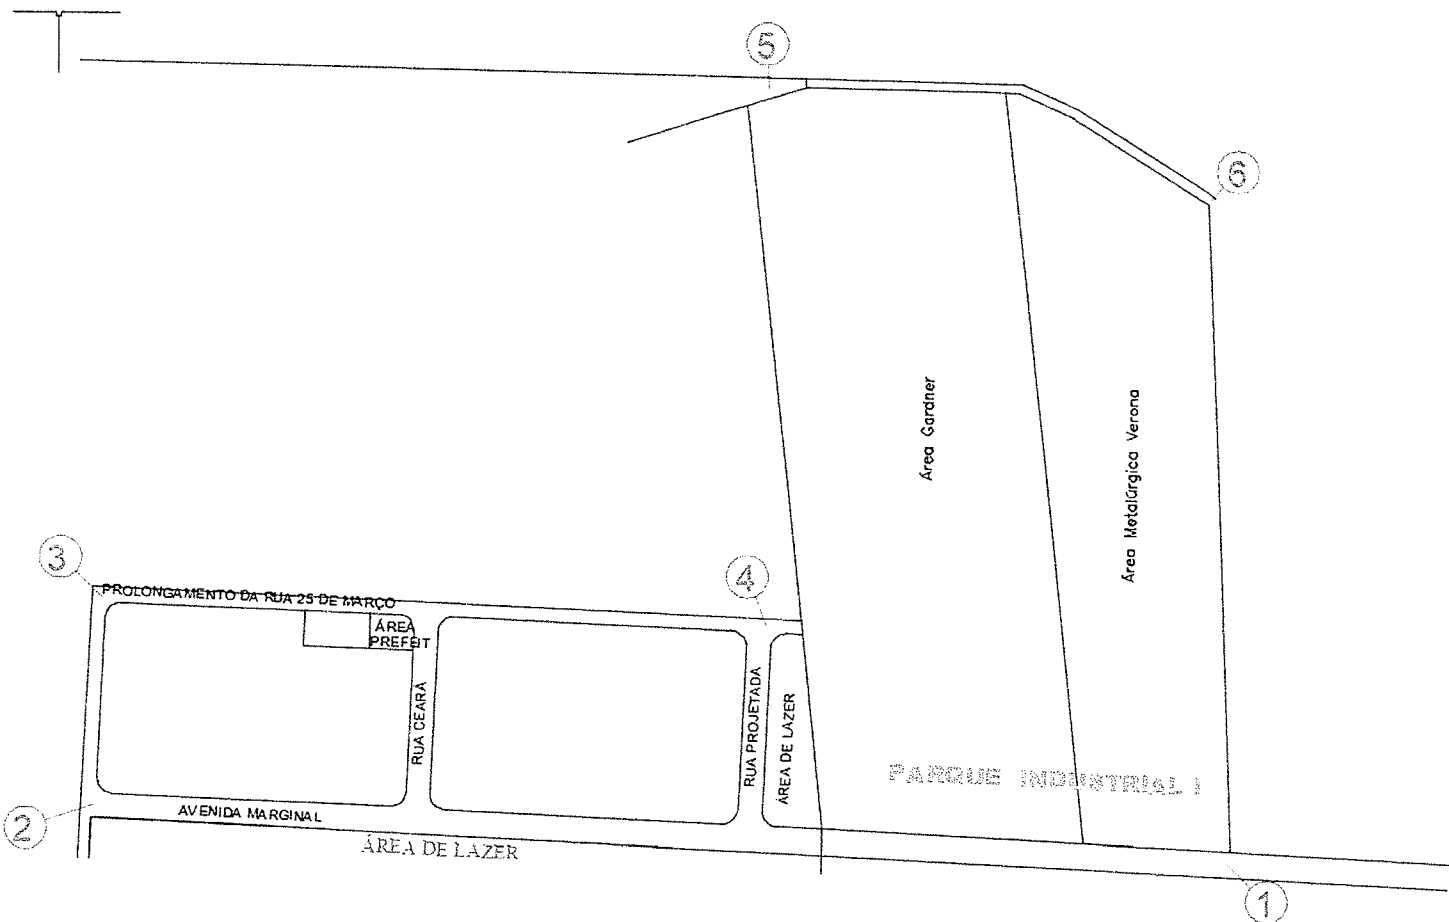 5
6
Área Gardner
Área Metalúrgica Verona
3
4
PROLONGAMENTO DA RUA 25 DE MARÇO
ÁREA
PREFEIT
RUA CEARÁ
RUA PROJETADA
ÁREA DE LAZER
PARQUE INDUSTRIAL I
2
AVENIDA MARGINAL
ÁREA DE LAZER
1